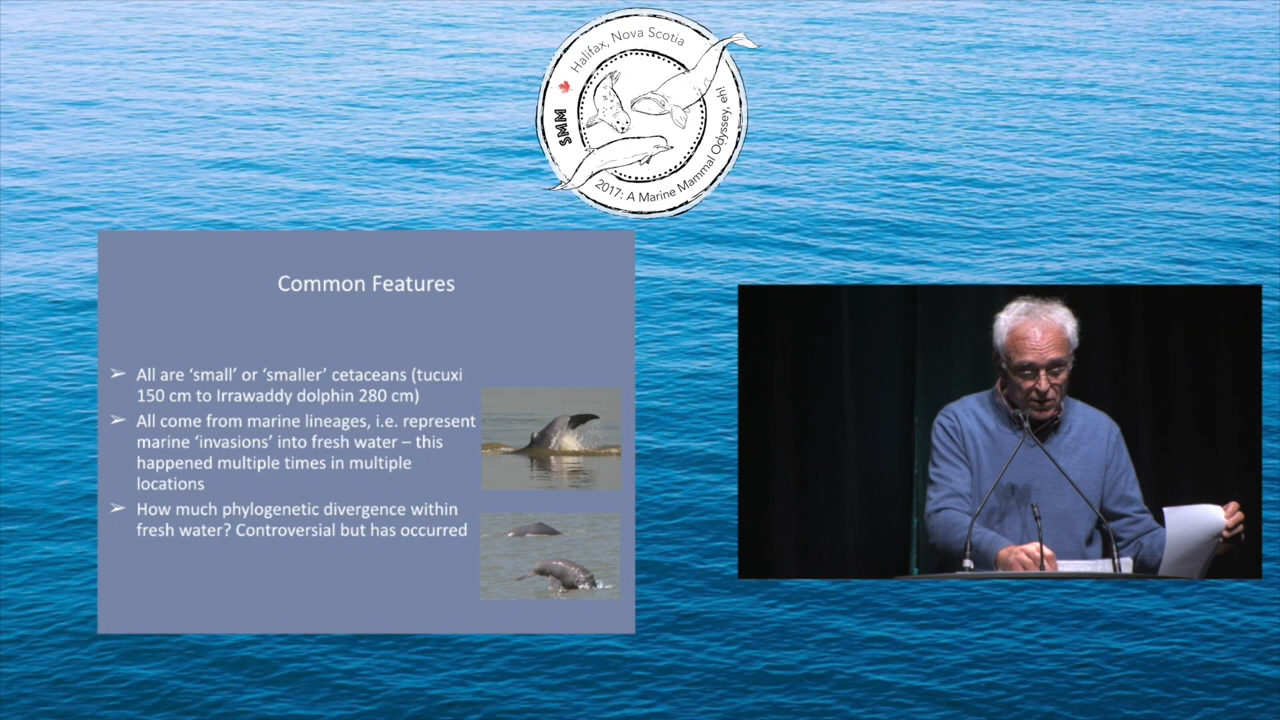 Halifax, Nova Scotia
SMM
2017: A Marine Mammal Odyssey, eh!
Common Features
➢ All are ‘small’ or ‘smaller’ cetaceans (tucuxi
150 cm to Irrawaddy dolphin 280 cm)
➢ All come from marine lineages, i.e. represent
marine ‘invasions’ into fresh water – this
happened multiple times in multiple
locations
➢ How much phylogenetic divergence within
fresh water? Controversial but has occurred